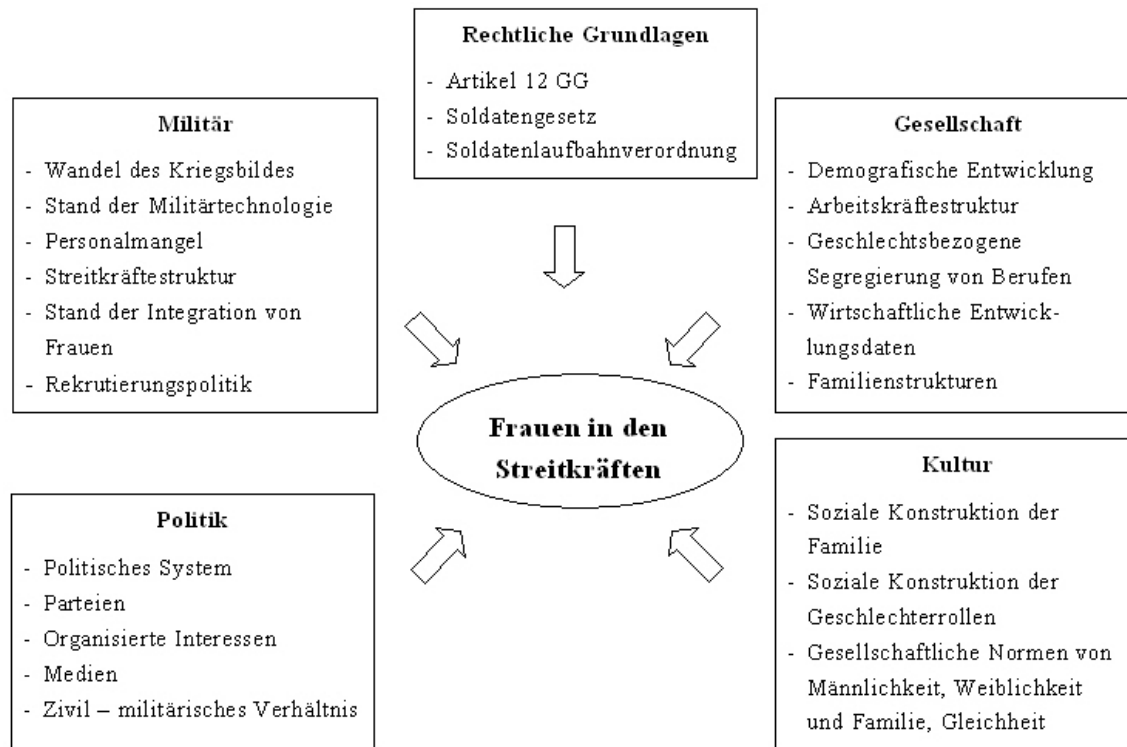 Rechtliche Grundlagen
- Artikel 12 GG
- Soldatengesetz
- Soldatenlaufbahnverordnung
Militär
- Wandel des Kriegsbildes
- Stand der Militärtechnologie
- Personalmangel
- Streitkräftestruktur
- Stand der Integration von
Frauen
- Rekrutierungspolitik
Gesellschaft
- Demografische Entwicklung
- Arbeitskräftestruktur
- Geschlechtsbezogene
Segregierung von Berufen
- Wirtschaftliche Entwick-
lungsdaten
- Familienstrukturen
Frauen in den
Streitkräften
Politik
- Politisches System
- Parteien
- Organisierte Interessen
- Medien
- Zivil – militärisches Verhältnis
Kultur
- Soziale Konstruktion der
Familie
- Soziale Konstruktion der
Geschlechterrollen
- Gesellschaftliche Normen von
Männlichkeit, Weiblichkeit
und Familie, Gleichheit